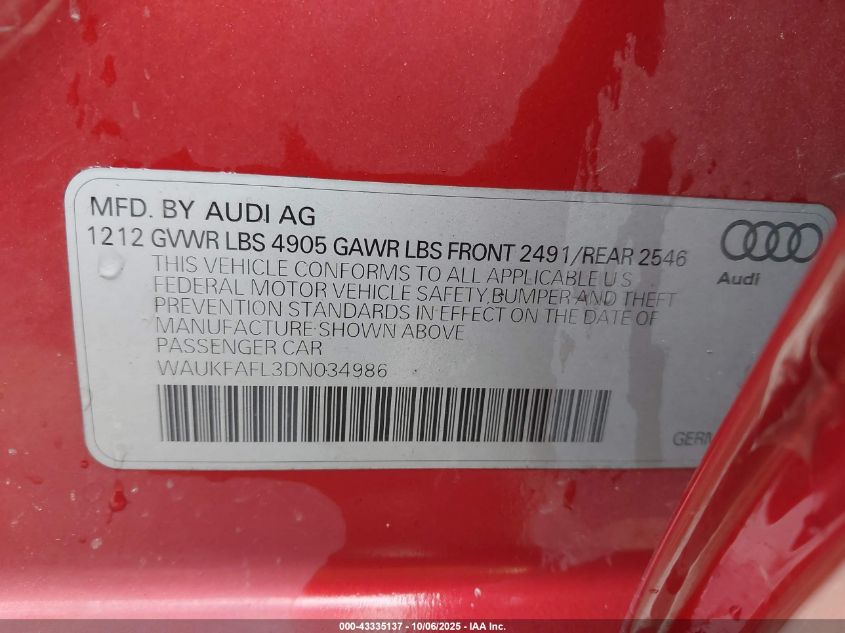 MFD. BY AUDI AG
1212 GVWR LBS 4905 GAWR LBS FRONT 2491/REAR 2546
THIS VEHICLE CONFORMS TO ALL APPLICABLE U.S
FEDERAL MOTOR VEHICLE SAFETY,BUMPER AND THEFT
PREVENTION STANDARDS IN EFFECT ON THE DATE OF
MANUFACTURE SHOWN ABOVE
PASSENGER CAR
WAUKFAFL3DN034986
Audi
GERM
000-43335137 - 10/06/2025 - IAA Inc.